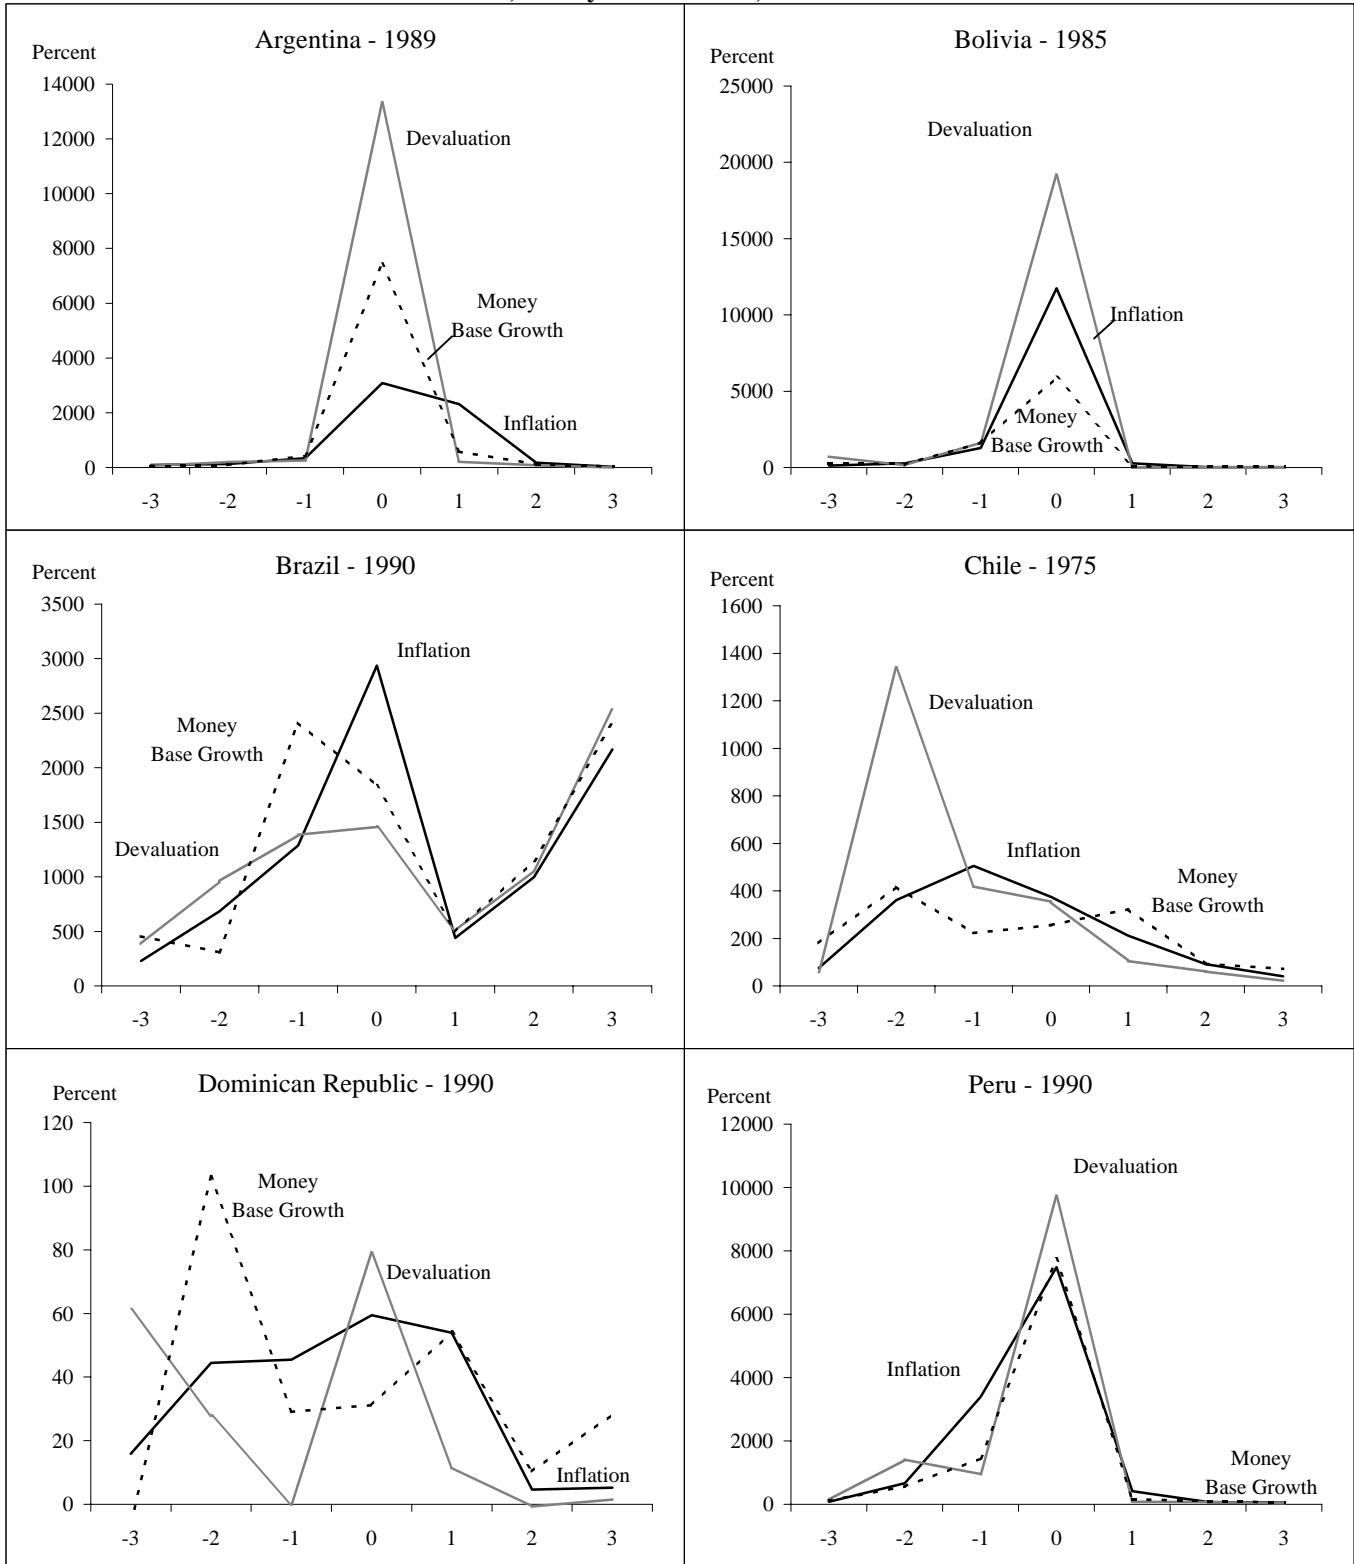 Argentina - 1989
Percent
14000
12000
10000
8000
6000
4000
2000
0
Devaluation
Money
Base Growth
Inflation
-3 -2 -1 0 1 2 3
Bolivia - 1985
Percent
25000
20000
15000
10000
5000
0
Devaluation
Inflation
Money
Base Growth
-3 -2 -1 0 1 2 3
Brazil - 1990
Percent
3500
3000
2500
2000
1500
1000
500
0
Inflation
Money
Base Growth
Devaluation
-3 -2 -1 0 1 2 3
Chile - 1975
Percent
1600
1400
1200
1000
800
600
400
200
0
Devaluation
Inflation
Money
Base Growth
-3 -2 -1 0 1 2 3
Dominican Republic - 1990
Percent
120
100
80
60
40
20
0
Money
Base Growth
Devaluation
Inflation
-3 -2 -1 0 1 2 3
Peru - 1990
Percent
12000
10000
8000
6000
4000
2000
0
Devaluation
Inflation
Money
Base Growth
-3 -2 -1 0 1 2 3